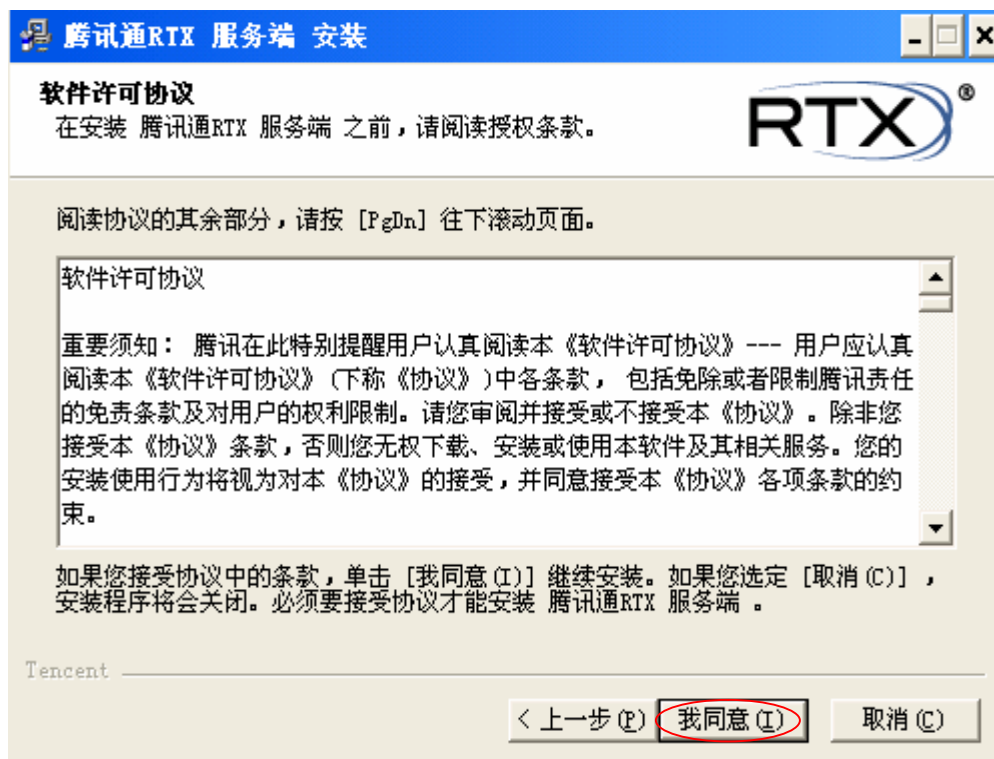 腾讯通RTX 服务端 安装
软件许可协议
在安装 腾讯通RTX 服务端 之前，请阅读授权条款。
RTX®
阅读协议的其余部分，请按 [PgDn] 往下滚动页面。
软件许可协议
重要须知： 腾讯在此特别提醒用户认真阅读本《软件许可协议》--- 用户应认真
阅读本《软件许可协议》(下称《协议》)中各条款， 包括免除或者限制腾讯责任
的免责条款及对用户的权利限制。请您审阅并接受或不接受本《协议》。除非您
接受本《协议》条款，否则您无权下载、安装或使用本软件及其相关服务。您的
安装使用行为将视为对本《协议》的接受，并同意接受本《协议》各项条款的约
束。
如果您接受协议中的条款，单击 [我同意(I)] 继续安装。如果您选定 [取消(C)] ，
安装程序将会关闭。必须要接受协议才能安装 腾讯通RTX 服务端 。
Tencent
< 上一步(P) 我同意(I) 取消(C)